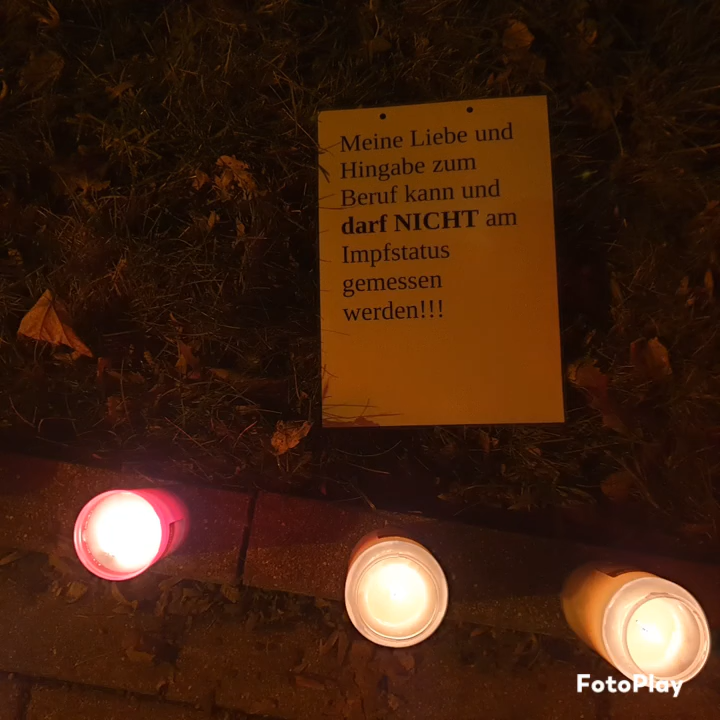 Meine Liebe und
Hingabe zum
Beruf kann und
darf NICHT am
Impfstatus
gemessen
werden!!!
FotoPlay